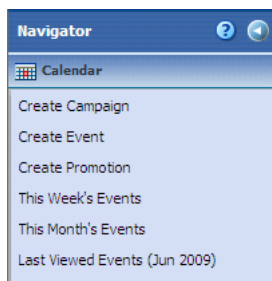 Navigator
Calendar
Create Campaign
Create Event
Create Promotion
This Week's Events
This Month's Events
Last Viewed Events (Jun 2009)